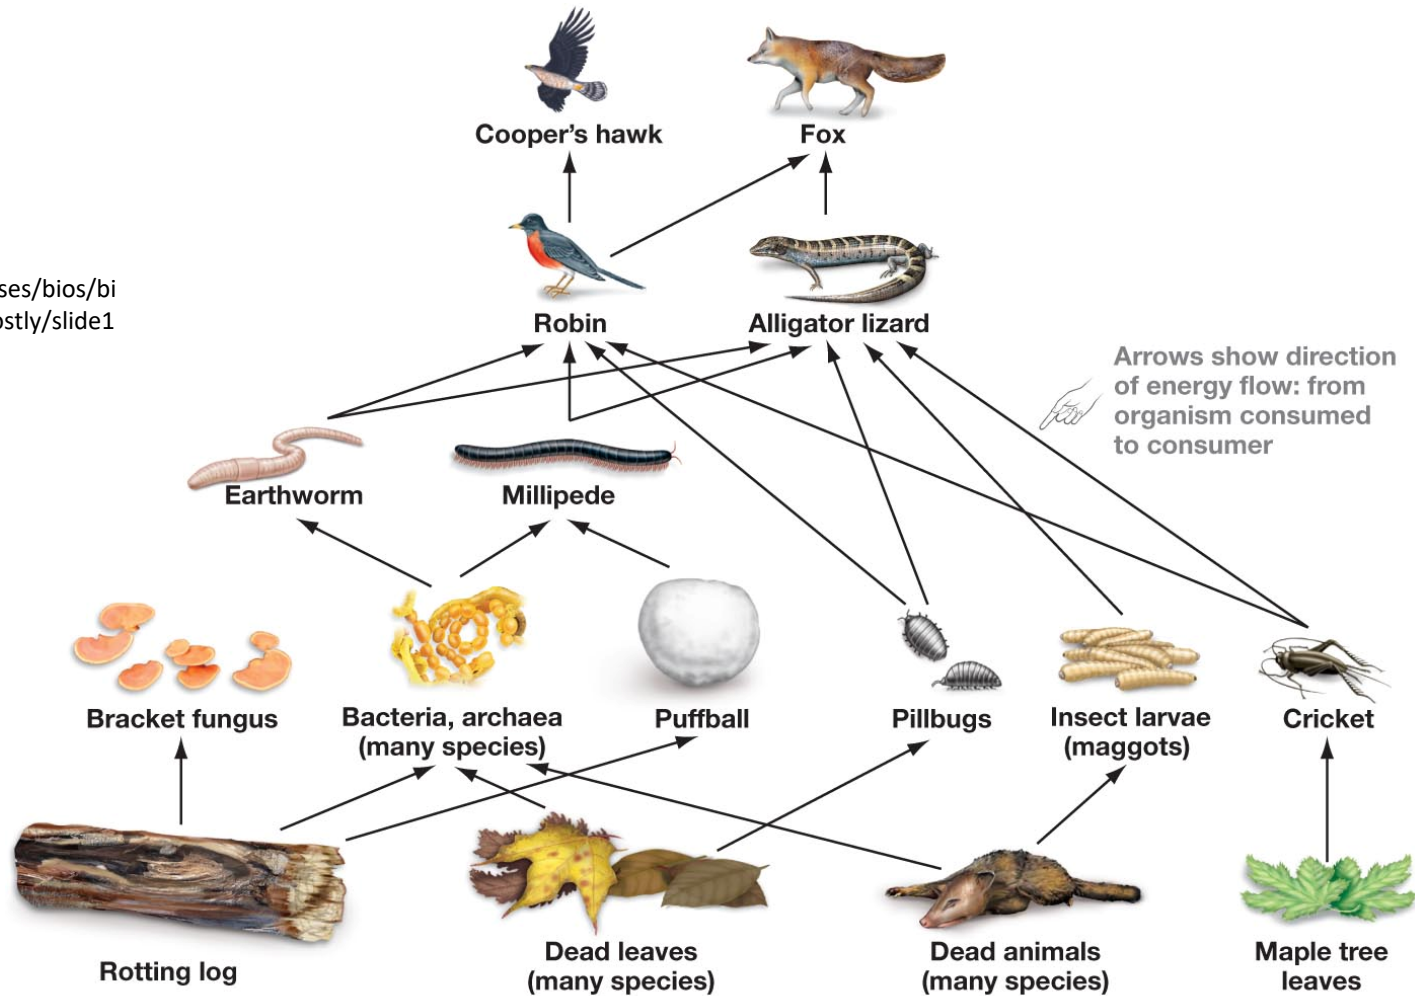 Cooper's hawk
Fox
ses/bios/bi
ostly/slide1
Robin
Alligator lizard
Arrows show direction
of energy flow: from
organism consumed
to consumer
Earthworm
Millipede
Bracket fungus
Bacteria, archaea
(many species)
Puffball
Pillbugs
Insect larvae
(maggots)
Cricket
Rotting log
Dead leaves
(many species)
Dead animals
(many species)
Maple tree
leaves